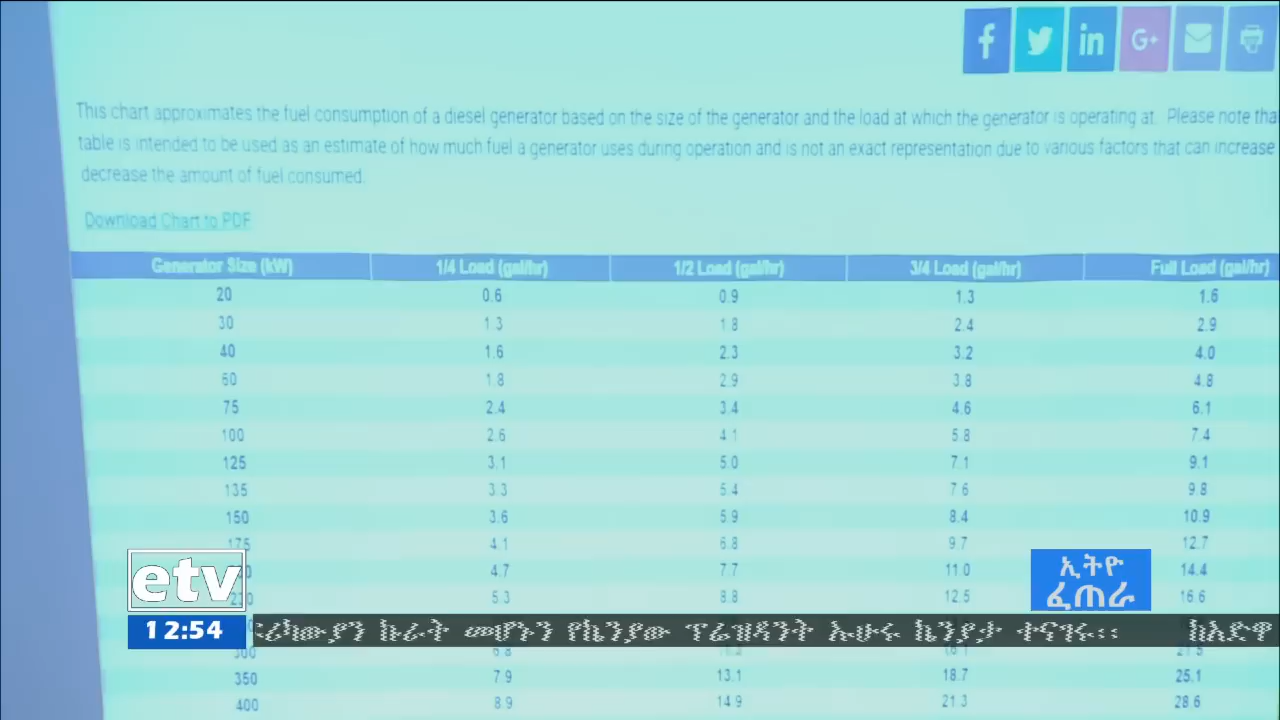 This chart approximates the fuel consumption of a diesel generator based on the size of the generator and the load at which the generator is operating at. Please note tha
table is intended to be used as an estimate of how much fuel a generator uses during operation and is not an exact representation due to various factors that can increase
decrease the amount of fuel consumed.
Download Chart to PDF
Generator Size (kW) 1/4 Load (gal/hr) 1/2 Load (gal/hr) 3/4 Load (gal/hr) Full Load (gal/hr)
20 0.6 0.9 1.3 1.6
30 1.3 1.8 2.4 2.9
40 1.6 2.3 3.2 4.0
60 1.8 2.9 3.8 4.8
75 2.4 3.4 4.6 6.1
100 2.6 4.1 5.8 7.4
125 3.1 5.0 7.1 9.1
135 3.3 5.4 7.6 9.8
150 3.6 5.9 8.4 10.9
175 4.1 6.8 9.7 12.7
4.7 7.7 11.0 14.4
5.3 8.8 12.5 16.6
etv
ኢትዮ
ፈጠራ
12:54 ኩራት መሆኑን የኬንያው ፕሬዝዳንት ኡሁሩ ኬንያታ ተናገሩ፡፡ ከአድዋ
300 6.8
350 7.9 13.1 18.7 25.1
400 8.9 14.9 21.3 28.6